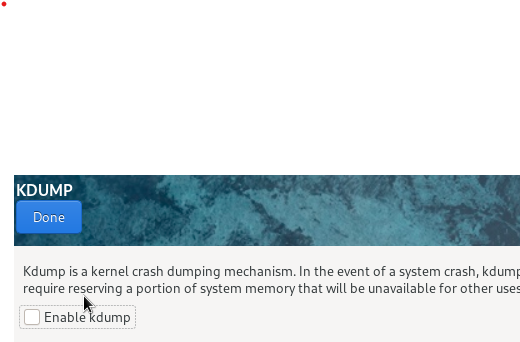 KDUMP
Done
Kdump is a kernel crash dumping mechanism. In the event of a system crash, kdump
require reserving a portion of system memory that will be unavailable for other uses
Enable kdump